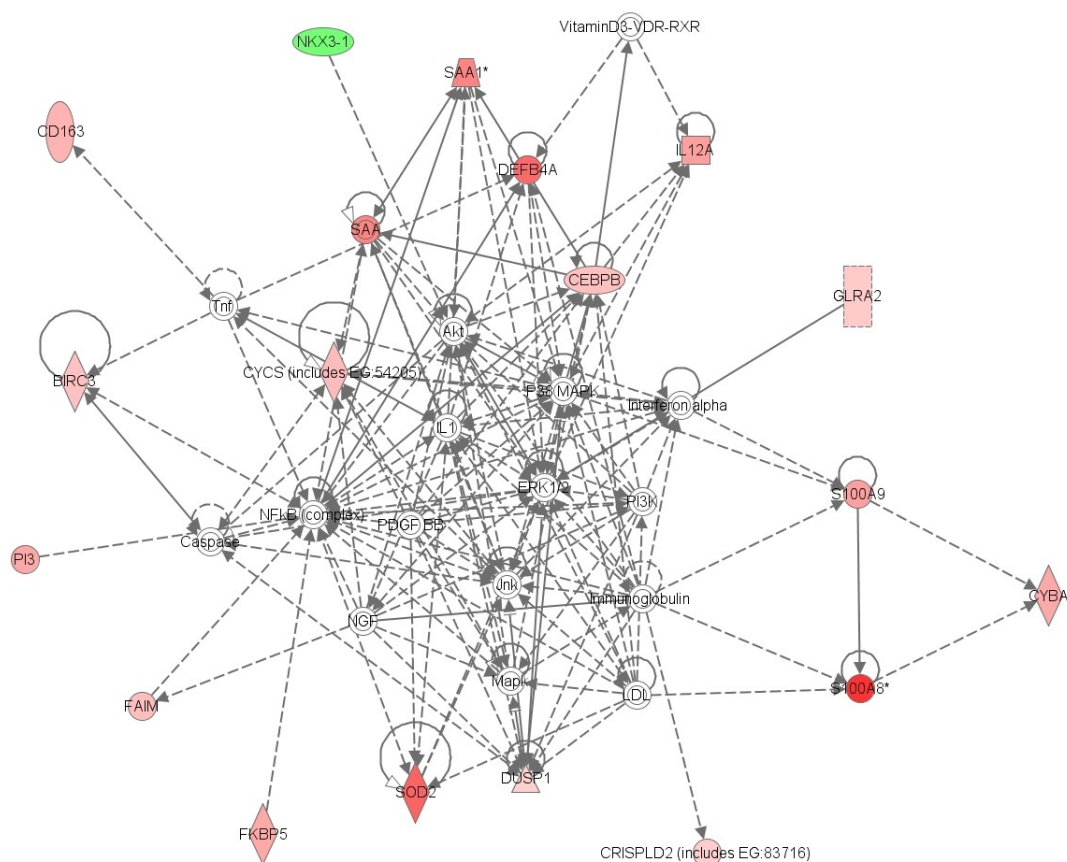 VitaminD3-VDR-RXR
NKX3-1
SAA1*
CD163
IL12A
DEFB4A
SAA
CEBPB
GLRA2
Tnf
Akt
CYCS (includes EG:54205)
BIRC3
P38 MAPK
Interferon alpha
IL1
ERK1/2
S100A9
PI3K
NFkB (complex)
PDGF BB
Caspase
PI3
Jnk
Immunoglobulin
CYBA
NGF
Mapk
LDL
S100A8*
FAIM
DUSP1
SOD2
FKBP5
CRISPLD2 (includes EG:83716)